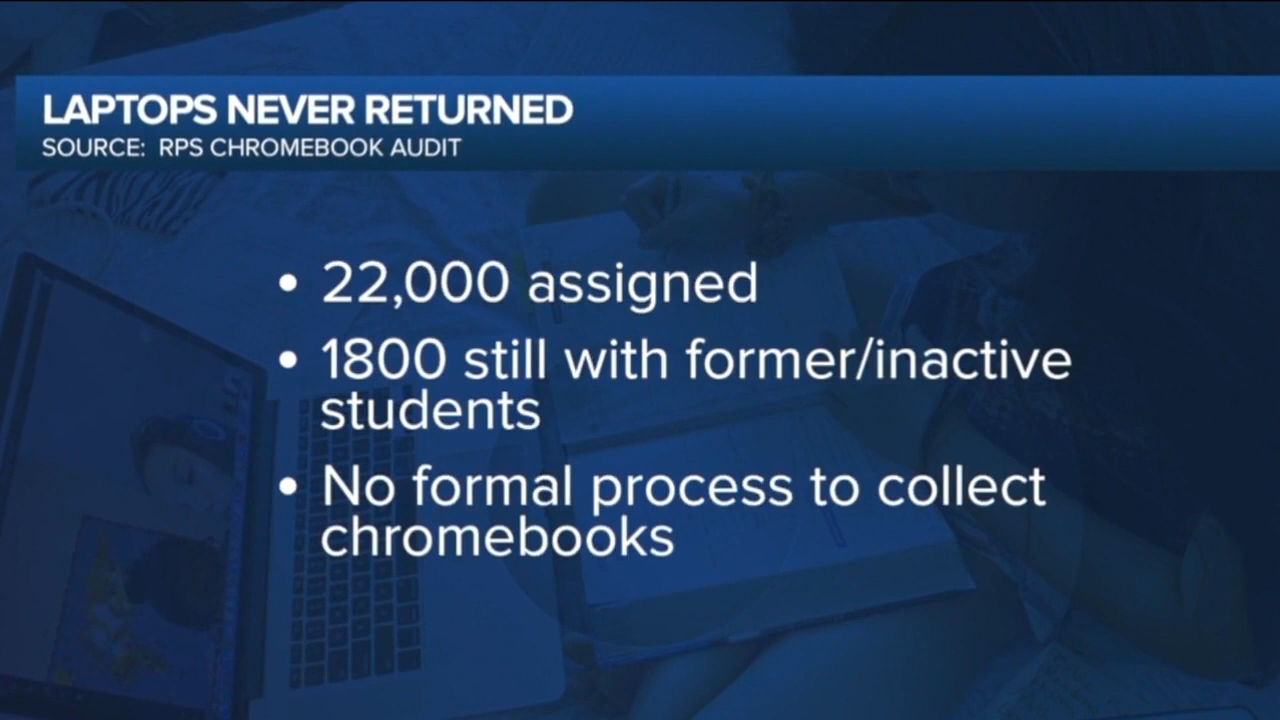 LAPTOPS NEVER RETURNED
SOURCE: RPS CHROMEBOOK AUDIT
• 22,000 assigned
• 1800 still with former/inactive
students
• No formal process to collect
chromebooks